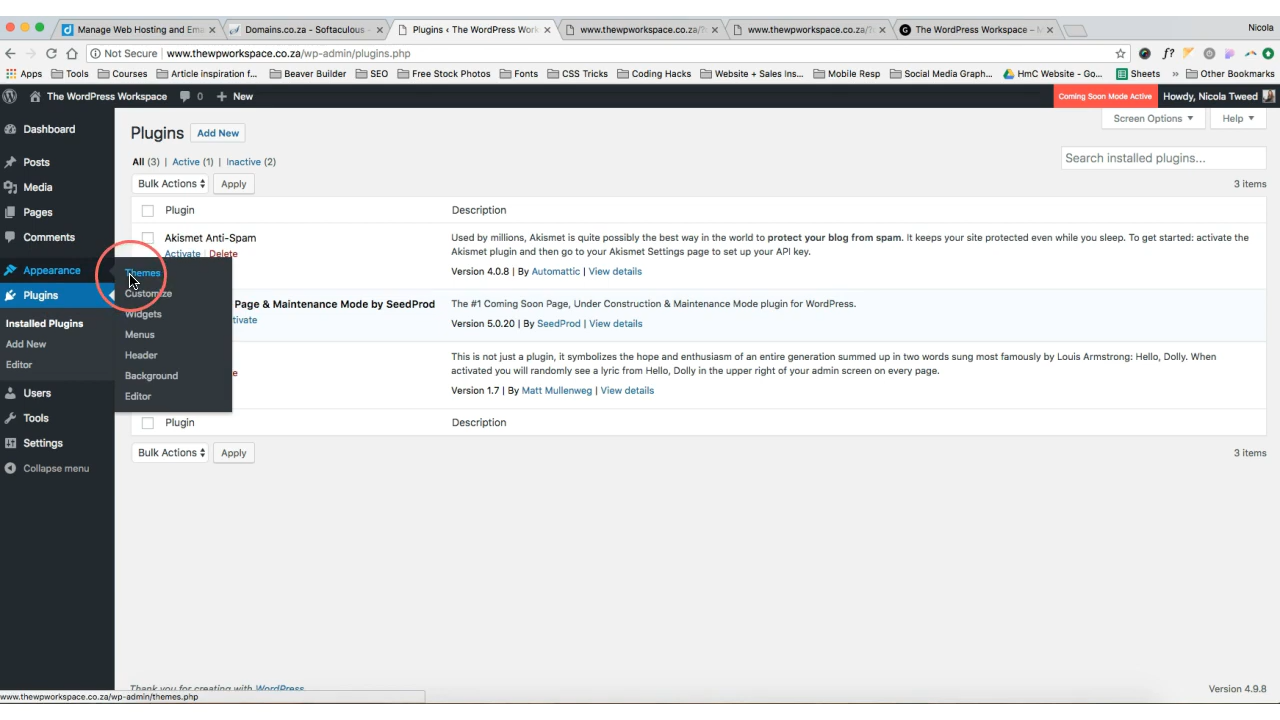 Manage Web Hosting and Ema
Domains.co.za - Softaculous -
Plugins ‹ The WordPress Work
www.thewpworkspace.co.za/?
www.thewpworkspace.co.za/?
The WordPress Workspace –
Nicola
Not Secure | www.thewpworkspace.co.za/wp-admin/plugins.php
f?
Apps Tools Courses Article inspiration f... Beaver Builder SEO Free Stock Photos Fonts CSS Tricks Coding Hacks Website + Sales Ins... Mobile Resp Social Media Graph... HmC Website - Go... Sheets » Other Bookmarks
The WordPress Workspace 0 + New Coming Soon Mode Active Howdy, Nicola Tweed
Dashboard
Posts
Media
Pages
Comments
Appearance
Plugins
Installed Plugins
Add New
Editor
Users
Tools
Settings
Collapse menu
Themes
Customize
Widgets
Menus
Header
Background
Editor
Screen Options ▼ Help ▼
Plugins Add New
All (3) | Active (1) | Inactive (2)
Search installed plugins...
Bulk Actions Apply
3 items
Plugin Description
Akismet Anti-Spam
Activate | Delete
Used by millions, Akismet is quite possibly the best way in the world to protect your blog from spam. It keeps your site protected even while you sleep. To get started: activate the
Akismet plugin and then go to your Akismet Settings page to set up your API key.
Version 4.0.8 | By Automattic | View details
Page & Maintenance Mode by SeedProd
ivate
The #1 Coming Soon Page, Under Construction & Maintenance Mode plugin for WordPress.
Version 5.0.20 | By SeedProd | View details
e
This is not just a plugin, it symbolizes the hope and enthusiasm of an entire generation summed up in two words sung most famously by Louis Armstrong: Hello, Dolly. When
activated you will randomly see a lyric from Hello, Dolly in the upper right of your admin screen on every page.
Version 1.7 | By Matt Mullenweg | View details
Plugin Description
Bulk Actions Apply
3 items
Thank you for creating with WordPress
Version 4.9.8
www.thewpworkspace.co.za/wp-admin/themes.php